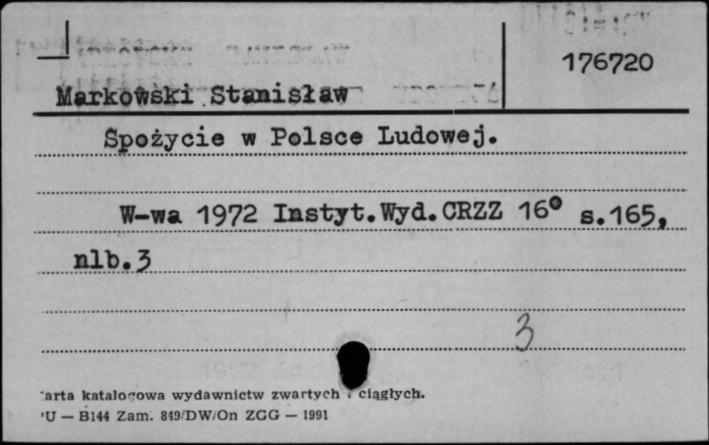 176720
Markowski Stanisław
Spożycie w Polsce Ludowej.
W-wa 1972 Instyt.Wyd.CRZZ 16° s.165,
nlb.3
3
arta katalogowa wydawnictw zwartych i ciągłych.
U — B144 Zam. 849/DW/On ZGG — 1991